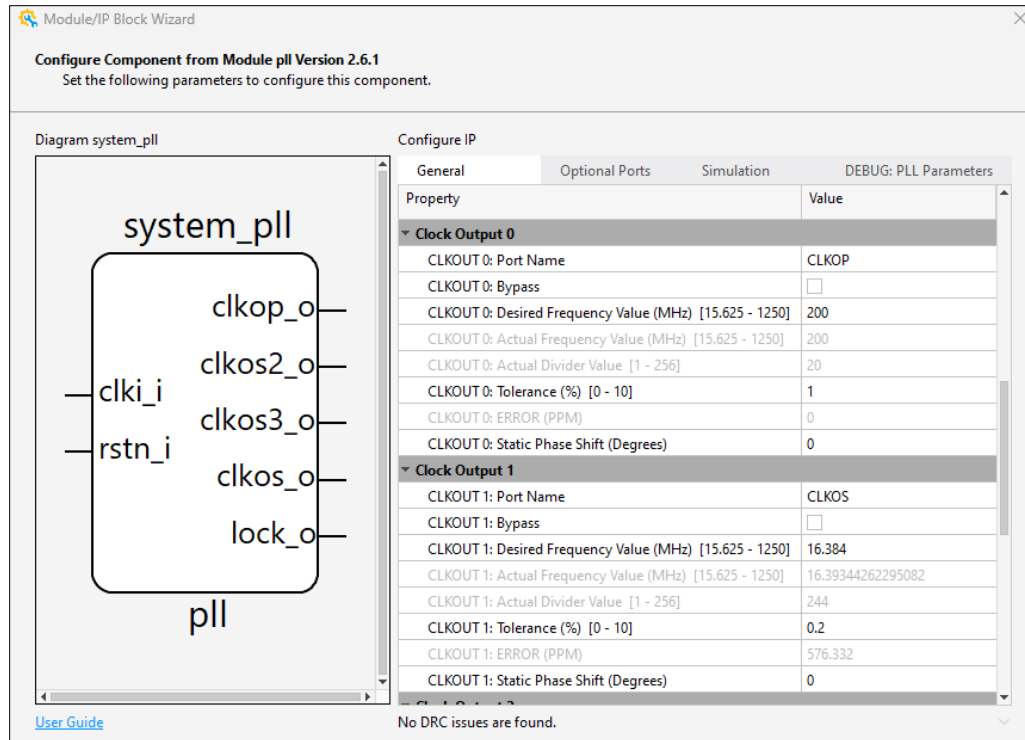 Module/IP Block Wizard
Configure Component from Module pll Version 2.6.1
Set the following parameters to configure this component.
Diagram system_pll
system_pll
clki_i
rstn_i
clkop_o
clkos2_o
clkos3_o
clkos_o
lock_o
pll
User Guide
Configure IP
General Optional Ports Simulation DEBUG: PLL Parameters
Property Value
Clock Output 0
CLKOUT 0: Port Name CLKOP
CLKOUT 0: Bypass
CLKOUT 0: Desired Frequency Value (MHz) [15.625 - 1250] 200
CLKOUT 0: Actual Frequency Value (MHz) [15.625 - 1250] 200
CLKOUT 0: Actual Divider Value [1 - 256] 20
CLKOUT 0: Tolerance (%) [0 - 10] 1
CLKOUT 0: ERROR (PPM) 0
CLKOUT 0: Static Phase Shift (Degrees) 0
Clock Output 1
CLKOUT 1: Port Name CLKOS
CLKOUT 1: Bypass
CLKOUT 1: Desired Frequency Value (MHz) [15.625 - 1250] 16.384
CLKOUT 1: Actual Frequency Value (MHz) [15.625 - 1250] 16.39344262295082
CLKOUT 1: Actual Divider Value [1 - 256] 244
CLKOUT 1: Tolerance (%) [0 - 10] 0.2
CLKOUT 1: ERROR (PPM) 576.332
CLKOUT 1: Static Phase Shift (Degrees) 0
No DRC issues are found.